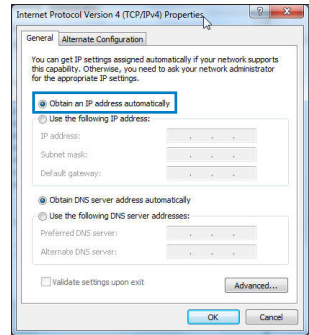 Internet Protocol Version 4 (TCP/IPv4) Properties
General
Alternate Configuration
You can get IP settings assigned automatically if your network supports
this capability. Otherwise, you need to ask your network administrator
for the appropriate IP settings.
Obtain an IP address automatically
Use the following IP address:
IP address:
Subnet mask:
Default gateway:
Obtain DNS server address automatically
Use the following DNS server addresses:
Preferred DNS server:
Alternate DNS server:
Validate settings upon exit
Advanced...
OK
Cancel